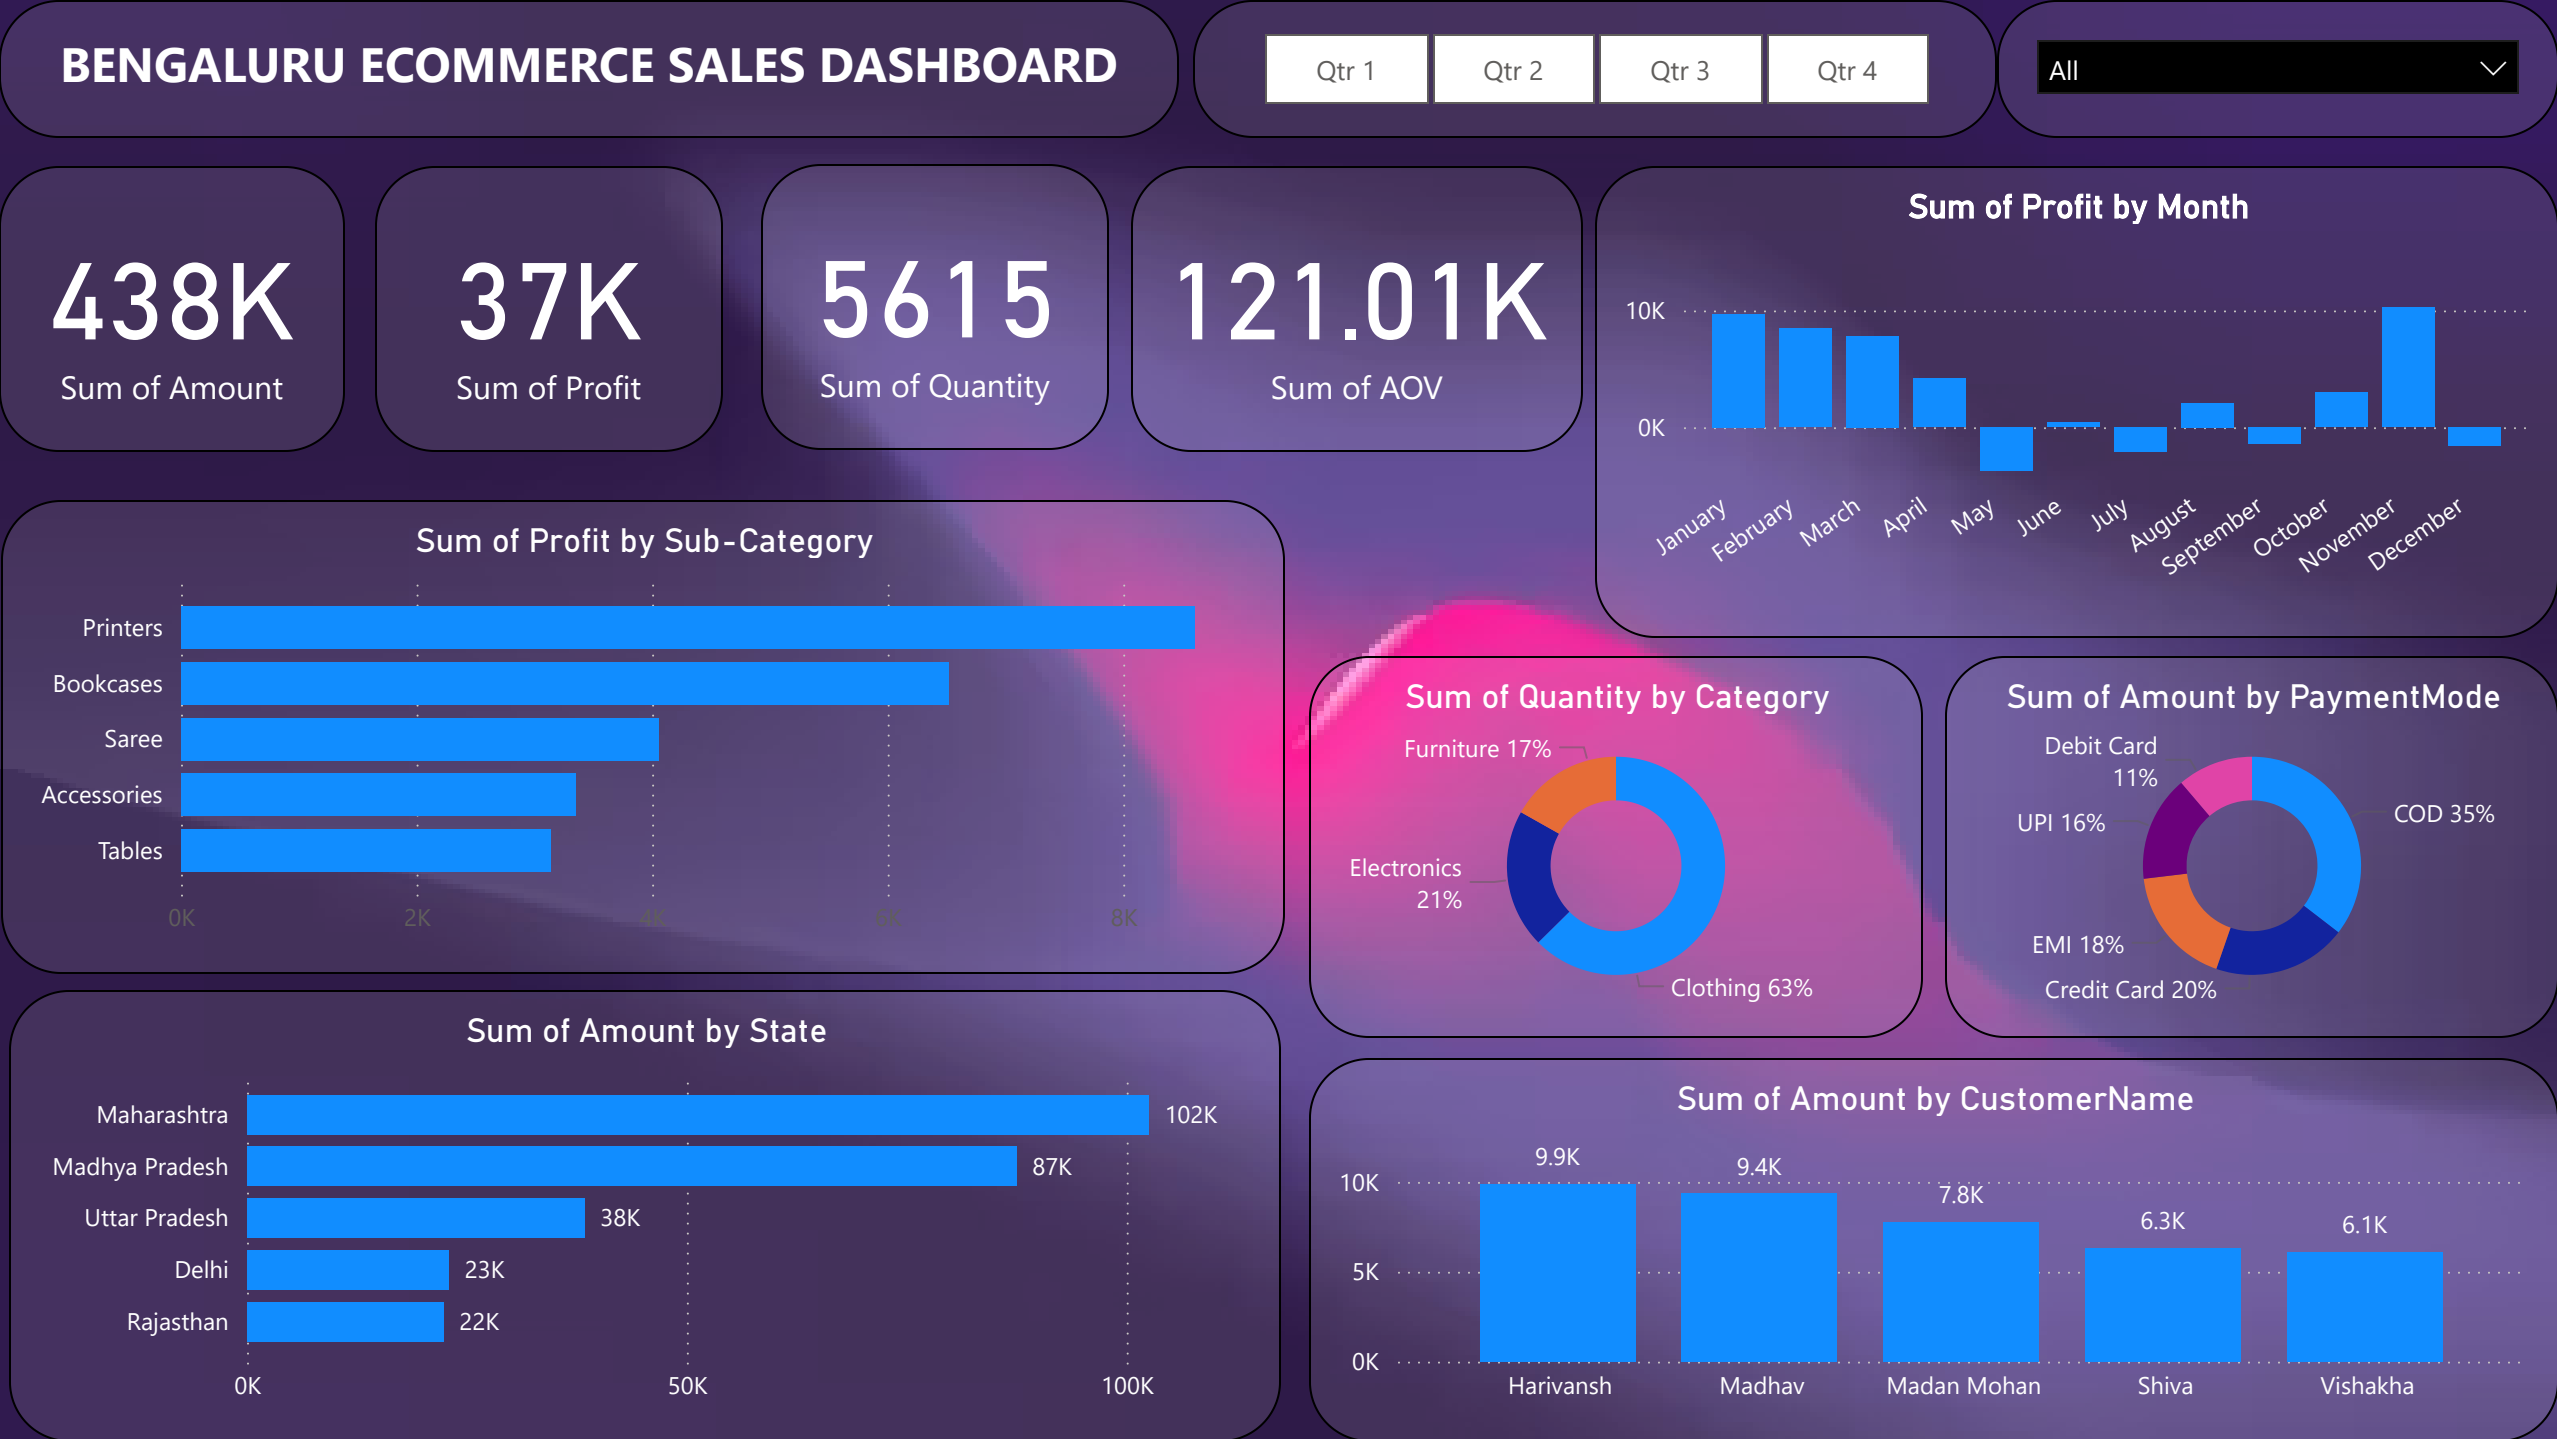 BENGALURU ECOMMERCE SALES DASHBOARD
Qtr 1
Qtr 2
Qtr 3
Qtr 4
All
438K
Sum of Amount
37K
Sum of Profit
5615
Sum of Quantity
121.01K
Sum of AOV
Sum of Profit by Month
10K
0K
January
February
March
April
May
June
July
August
September
October
November
December
Sum of Profit by Sub-Category
Printers
Bookcases
Saree
Accessories
Tables
0K
2K
4K
6K
8K
Sum of Quantity by Category
Furniture 17%
Electronics
21%
Clothing 63%
Sum of Amount by PaymentMode
Debit Card
11%
UPI 16%
COD 35%
EMI 18%
Credit Card 20%
Sum of Amount by State
Maharashtra
102K
Madhya Pradesh
87K
Uttar Pradesh
38K
Delhi
23K
Rajasthan
22K
0K
50K
100K
Sum of Amount by CustomerName
10K
5K
0K
9.9K
9.4K
7.8K
6.3K
6.1K
Harivansh
Madhav
Madan Mohan
Shiva
Vishakha